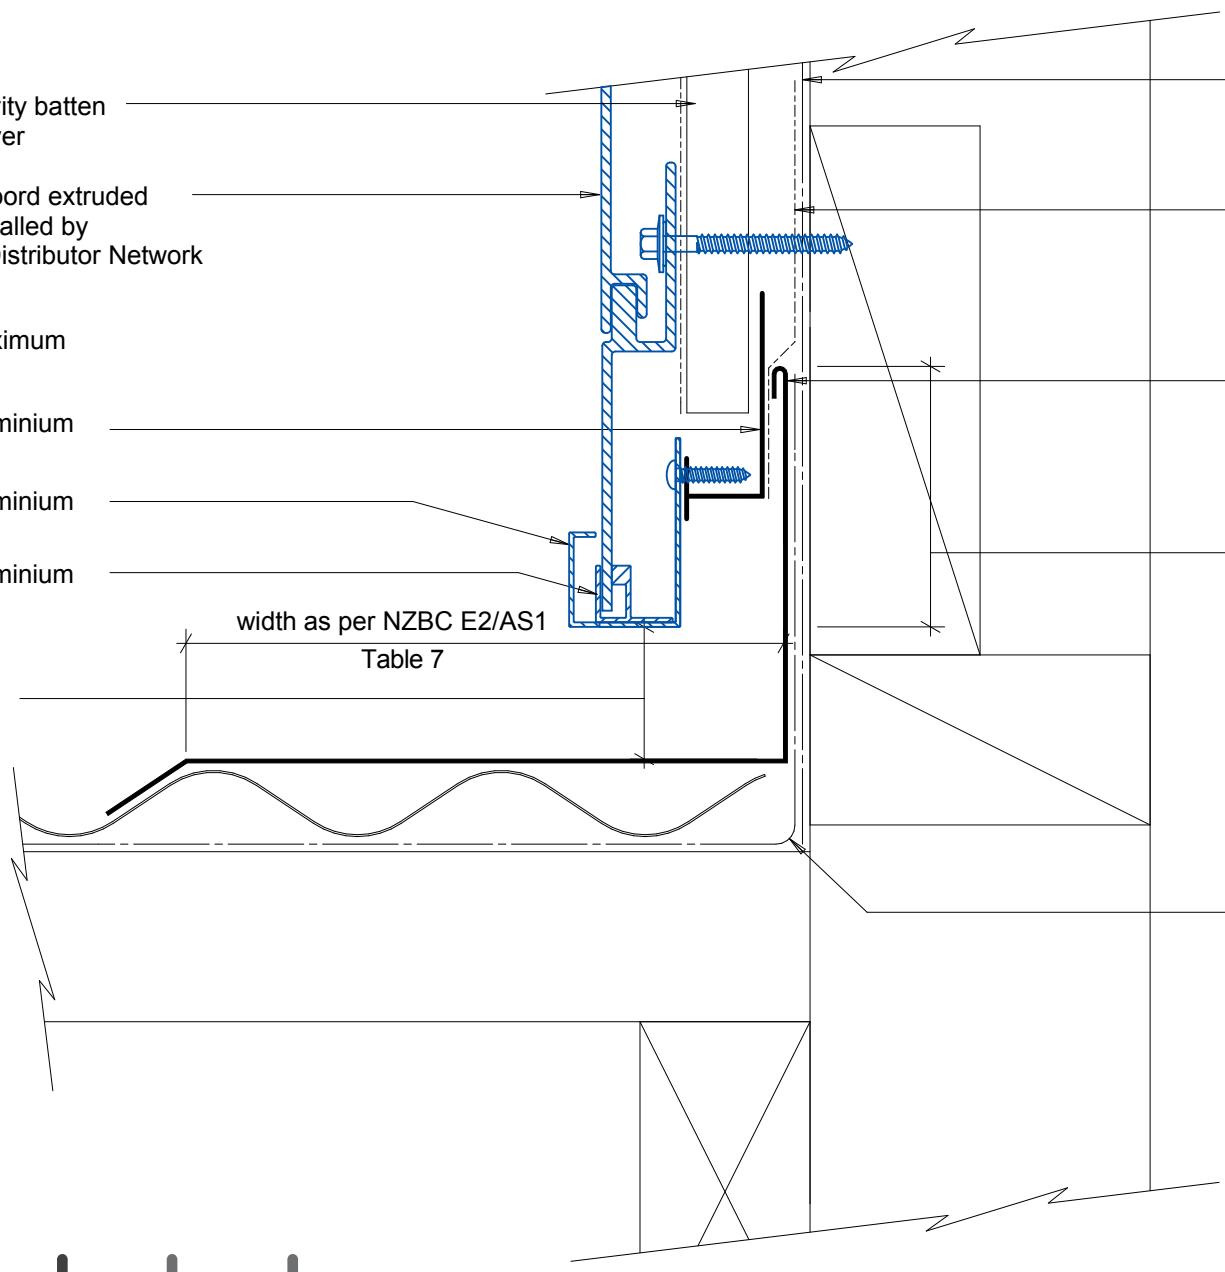 ity batten
er
oord extruded
alled by
Distributor Network
ximum
minium
minium
minium
width as per NZBC E2/AS1
Table 7